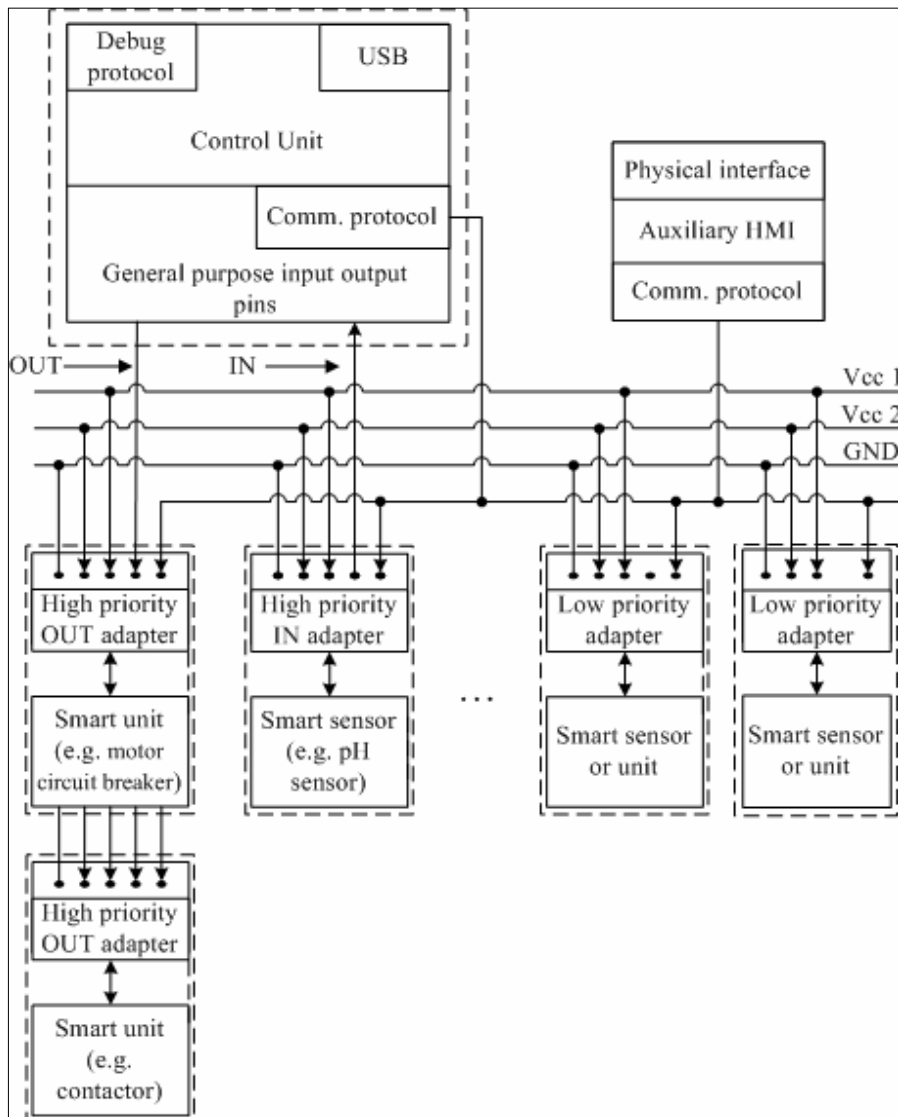 Debug
protocol
USB
Control Unit
Comm. protocol
General purpose input output
pins
Physical interface
Auxiliary HMI
Comm. protocol
OUT
IN
Vcc 1
Vcc 2
GND
High priority
OUT adapter
High priority
IN adapter
Low priority
adapter
Low priority
adapter
Smart unit
(e.g. motor
circuit breaker)
Smart sensor
(e.g. pH
sensor)
...
Smart sensor
or unit
Smart sensor
or unit
High priority
OUT adapter
Smart unit
(e.g.
contactor)